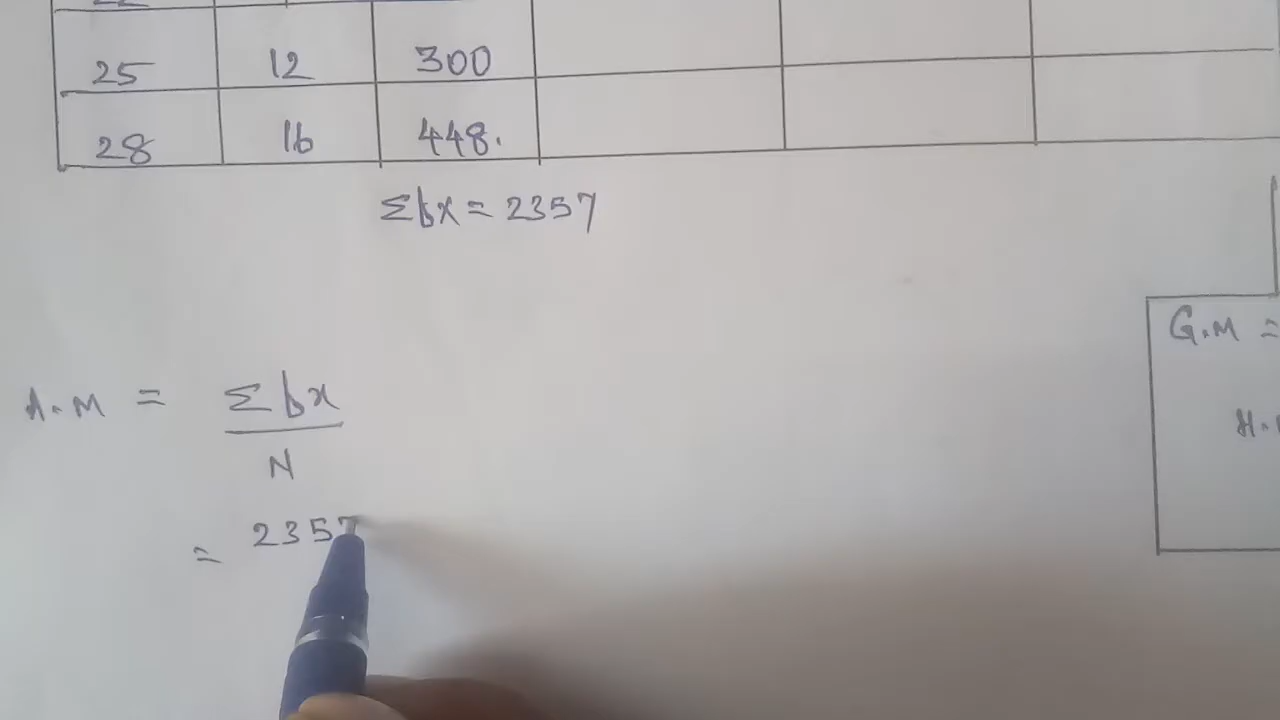 25 12 300
28 16 448.
Σfx = 2357
G.M =
A.M = Σfx
N
= 2357